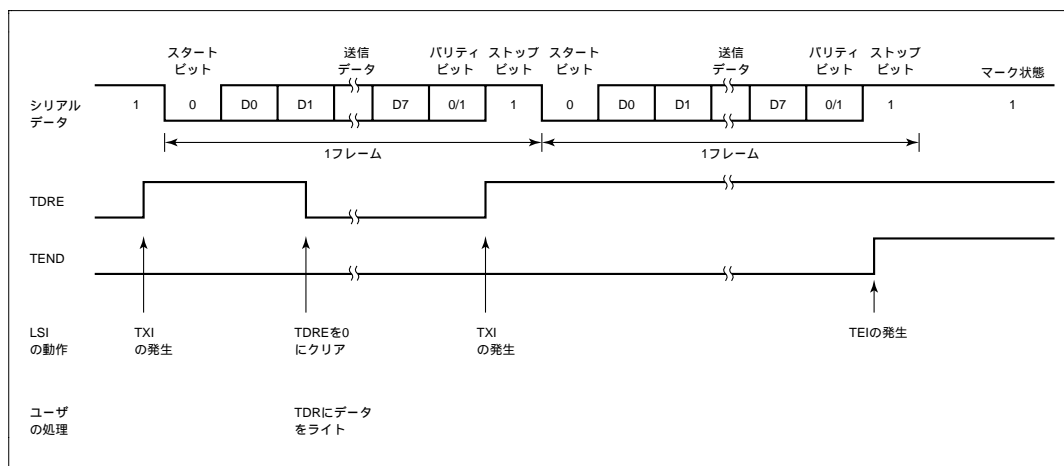 スタート
ビット
送信
データ
パリティ
ビット
ストップ
ビット
スタート
ビット
送信
データ
パリティ
ビット
ストップ
ビット
マーク状態
シリアル
データ
1 0 D0 D1 D7 0/1 1 0 D0 D1 D7 0/1 1 1
1フレーム 1フレーム
TDRE
TEND
LSI
の動作
TXI
の発生
TDREを0
にクリア
TXI
の発生
TEIの発生
ユーザ
の処理
TDRにデータ
をライト